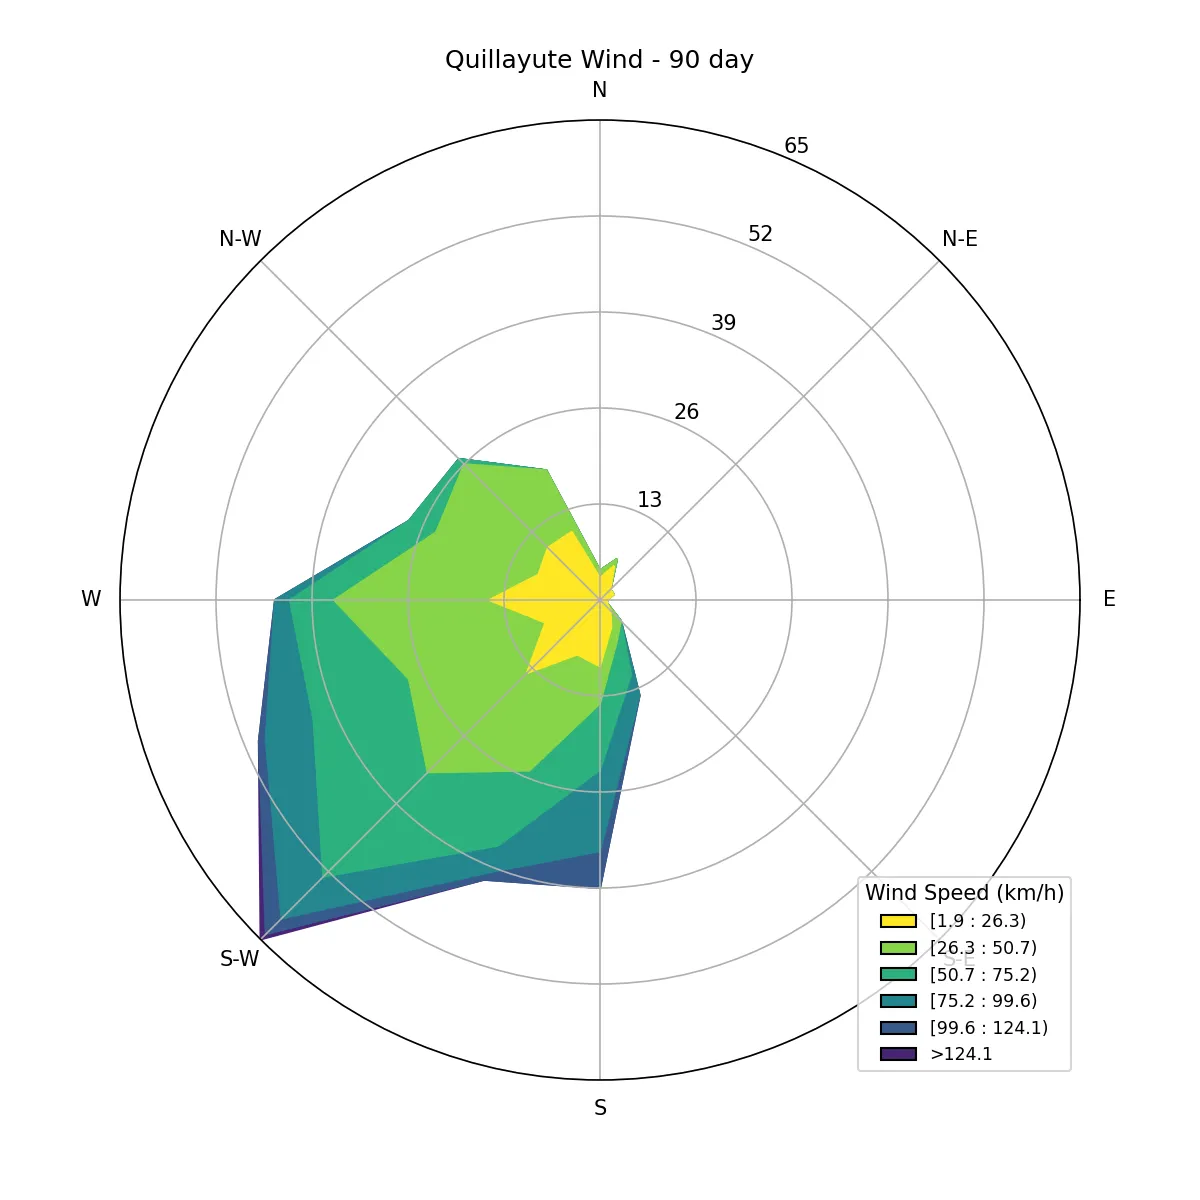 Quillayute Wind - 90 day
N
65
N-W
52
N-E
39
26
13
W
E
S-W
S-E
S
Wind Speed (km/h)
[1.9 : 26.3)
[26.3 : 50.7)
[50.7 : 75.2)
[75.2 : 99.6)
[99.6 : 124.1)
>124.1